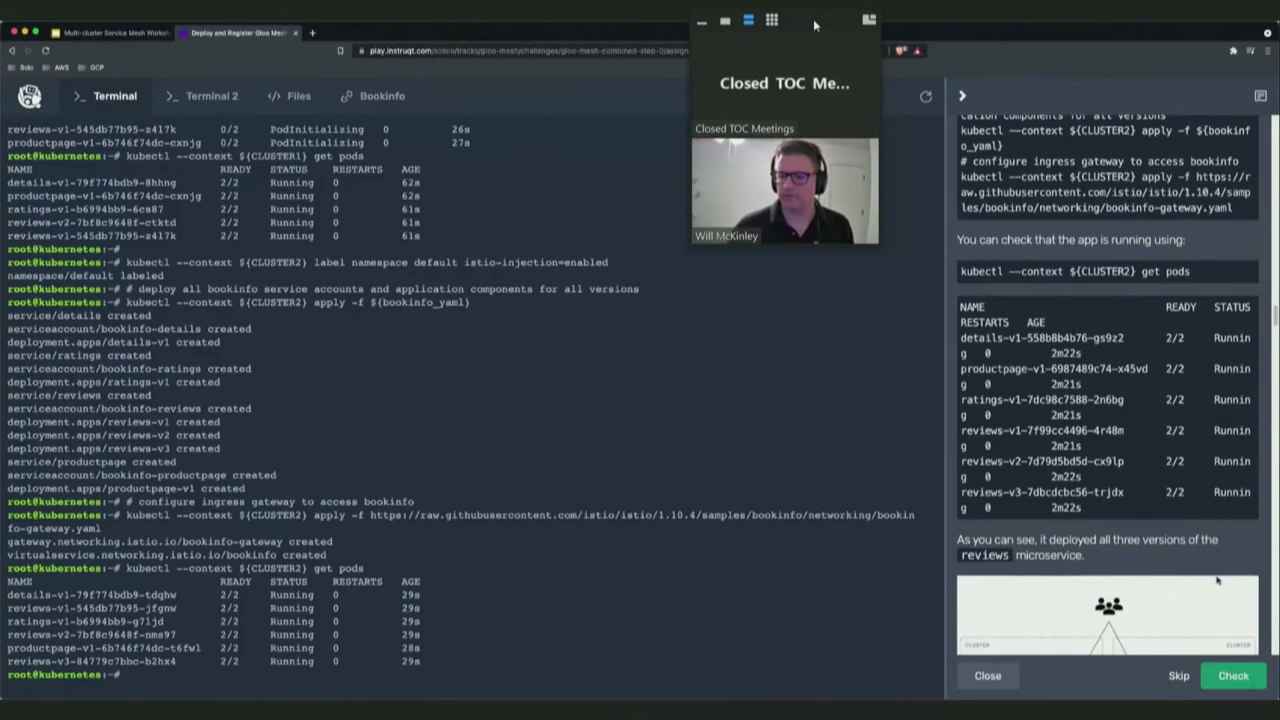 Multi-cluster Service Mesh Worksh
Deploy and Register Gloo Mesh
play.instruqt.com/soloio/tracks/gloo-mesh/challenges/gloo-mesh-combined-step-0/assign
Solo
AWS
GCP
>_ Terminal
>_ Terminal 2
</> Files
Bookinfo
reviews-v1-545db77b95-z4l7k 0/2 PodInitializing 0 26s
productpage-v1-6b746f74dc-cxnjg 0/2 PodInitializing 0 27s
root@kubernetes:~# kubectl --context ${CLUSTER1} get pods
NAME READY STATUS RESTARTS AGE
details-v1-79f774bdb9-8hhng 2/2 Running 0 62s
productpage-v1-6b746f74dc-cxnjg 2/2 Running 0 62s
ratings-v1-b6994bb9-6cs87 2/2 Running 0 61s
reviews-v2-7bf8c9648f-ctktd 2/2 Running 0 61s
reviews-v1-545db77b95-z4l7k 2/2 Running 0 61s
root@kubernetes:~#
root@kubernetes:~# kubectl --context ${CLUSTER2} label namespace default istio-injection=enabled
namespace/default labeled
root@kubernetes:~# # deploy all bookinfo service accounts and application components for all versions
root@kubernetes:~# kubectl --context ${CLUSTER2} apply -f ${bookinfo_yaml}
service/details created
serviceaccount/bookinfo-details created
deployment.apps/details-v1 created
service/ratings created
serviceaccount/bookinfo-ratings created
deployment.apps/ratings-v1 created
service/reviews created
serviceaccount/bookinfo-reviews created
deployment.apps/reviews-v1 created
deployment.apps/reviews-v2 created
deployment.apps/reviews-v3 created
service/productpage created
serviceaccount/bookinfo-productpage created
deployment.apps/productpage-v1 created
root@kubernetes:~# # configure ingress gateway to access bookinfo
root@kubernetes:~# kubectl --context ${CLUSTER2} apply -f https://raw.githubusercontent.com/istio/istio/1.10.4/samples/bookinfo/networking/bookin
fo-gateway.yaml
gateway.networking.istio.io/bookinfo-gateway created
virtualservice.networking.istio.io/bookinfo created
root@kubernetes:~# kubectl --context ${CLUSTER2} get pods
NAME READY STATUS RESTARTS AGE
details-v1-79f774bdb9-tdqhw 2/2 Running 0 29s
reviews-v1-545db77b95-jfgnw 2/2 Running 0 29s
ratings-v1-b6994bb9-g7ljd 2/2 Running 0 29s
reviews-v2-7bf8c9648f-nms97 2/2 Running 0 29s
productpage-v1-6b746f74dc-t6fwl 2/2 Running 0 28s
reviews-v3-84779c7bbc-b2hx4 2/2 Running 0 29s
root@kubernetes:~#
Closed TOC Me...
Closed TOC Meetings
Will McKinley
cation components for all versions
kubectl --context ${CLUSTER2} apply -f ${bookinf
o_yaml}
# configure ingress gateway to access bookinfo
kubectl --context ${CLUSTER2} apply -f https://r
aw.githubusercontent.com/istio/istio/1.10.4/samp
les/bookinfo/networking/bookinfo-gateway.yaml
You can check that the app is running using:
kubectl --context ${CLUSTER2} get pods
NAME READY STATUS
RESTARTS AGE
details-v1-558b8b4b76-gs9z2 2/2 Runnin
g 0 2m22s
productpage-v1-6987489c74-x45vd 2/2 Runnin
g 0 2m21s
ratings-v1-7dc98c7588-2n6bg 2/2 Runnin
g 0 2m21s
reviews-v1-7f99cc4496-4r48m 2/2 Runnin
g 0 2m21s
reviews-v2-7d79d5bd5d-cx9lp 2/2 Runnin
g 0 2m22s
reviews-v3-7dbcdcbc56-trjdx 2/2 Runnin
g 0 2m22s
As you can see, it deployed all three versions of the
reviews microservice.
CLUSTER
CLUSTER
Close
Skip
Check